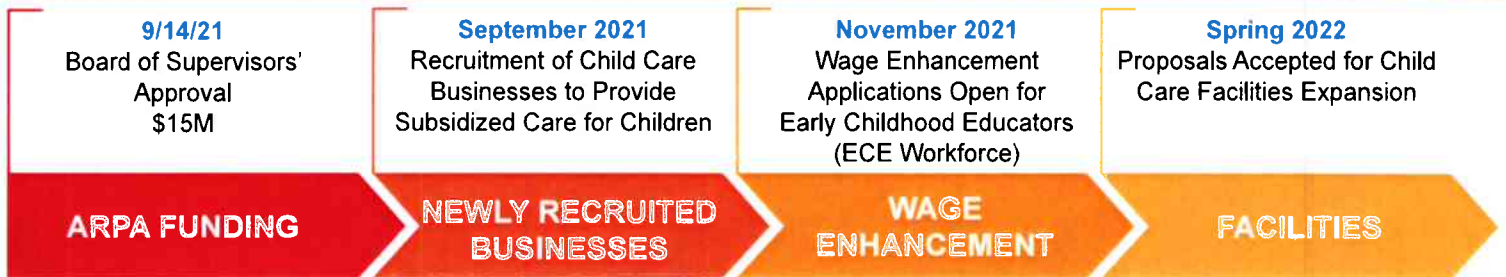 9/14/21
Board of Supervisors'
Approval
$15M
ARPA FUNDING
September 2021
Recruitment of Child Care
Businesses to Provide
Subsidized Care for Children
NEWLY RECRUITED
BUSINESSES
November 2021
Wage Enhancement
Applications Open for
Early Childhood Educators
(ECE Workforce)
WAGE
ENHANCEMENT
Spring 2022
Proposals Accepted for Child
Care Facilities Expansion
FACILITIES